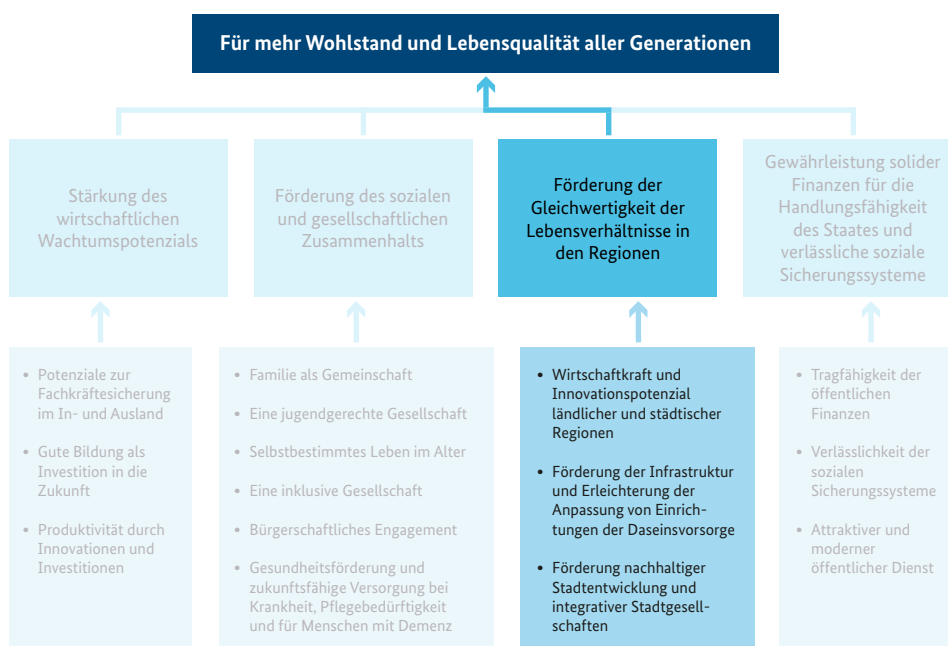 Für mehr Wohlstand und Lebensqualität aller Generationen
Stärkung des
wirtschaftlichen
Wachtumspotenzials
Förderung des sozialen
und gesellschaftlichen
Zusammenhalts
Förderung der
Gleichwertigkeit der
Lebensverhältnisse in
den Regionen
Gewährleistung solider
Finanzen für die
Handlungsfähigkeit
des Staates und
verlässliche soziale
Sicherungssysteme
• Potenziale zur
Fachkräftesicherung
im In- und Ausland
• Gute Bildung als
Investition in die
Zukunft
• Produktivität durch
Innovationen und
Investitionen
• Familie als Gemeinschaft
• Eine jugendgerechte Gesellschaft
• Selbstbestimmtes Leben im Alter
• Eine inklusive Gesellschaft
• Bürgerschaftliches Engagement
• Gesundheitsförderung und
zukunftsfähige Versorgung bei
Krankheit, Pflegebedürftigkeit
und für Menschen mit Demenz
• Wirtschaftkraft und
Innovationspotenzial
ländlicher und städtischer
Regionen
• Förderung der Infrastruktur
und Erleichterung der
Anpassung von Einrich-
tungen der Daseinsvorsorge
• Förderung nachhaltiger
Stadtentwicklung und
integrativer Stadtgesell-
schaften
• Tragfähigkeit der
öffentlichen
Finanzen
• Verlässlichkeit der
sozialen
Sicherungssysteme
• Attraktiver und
moderner
öffentlicher Dienst